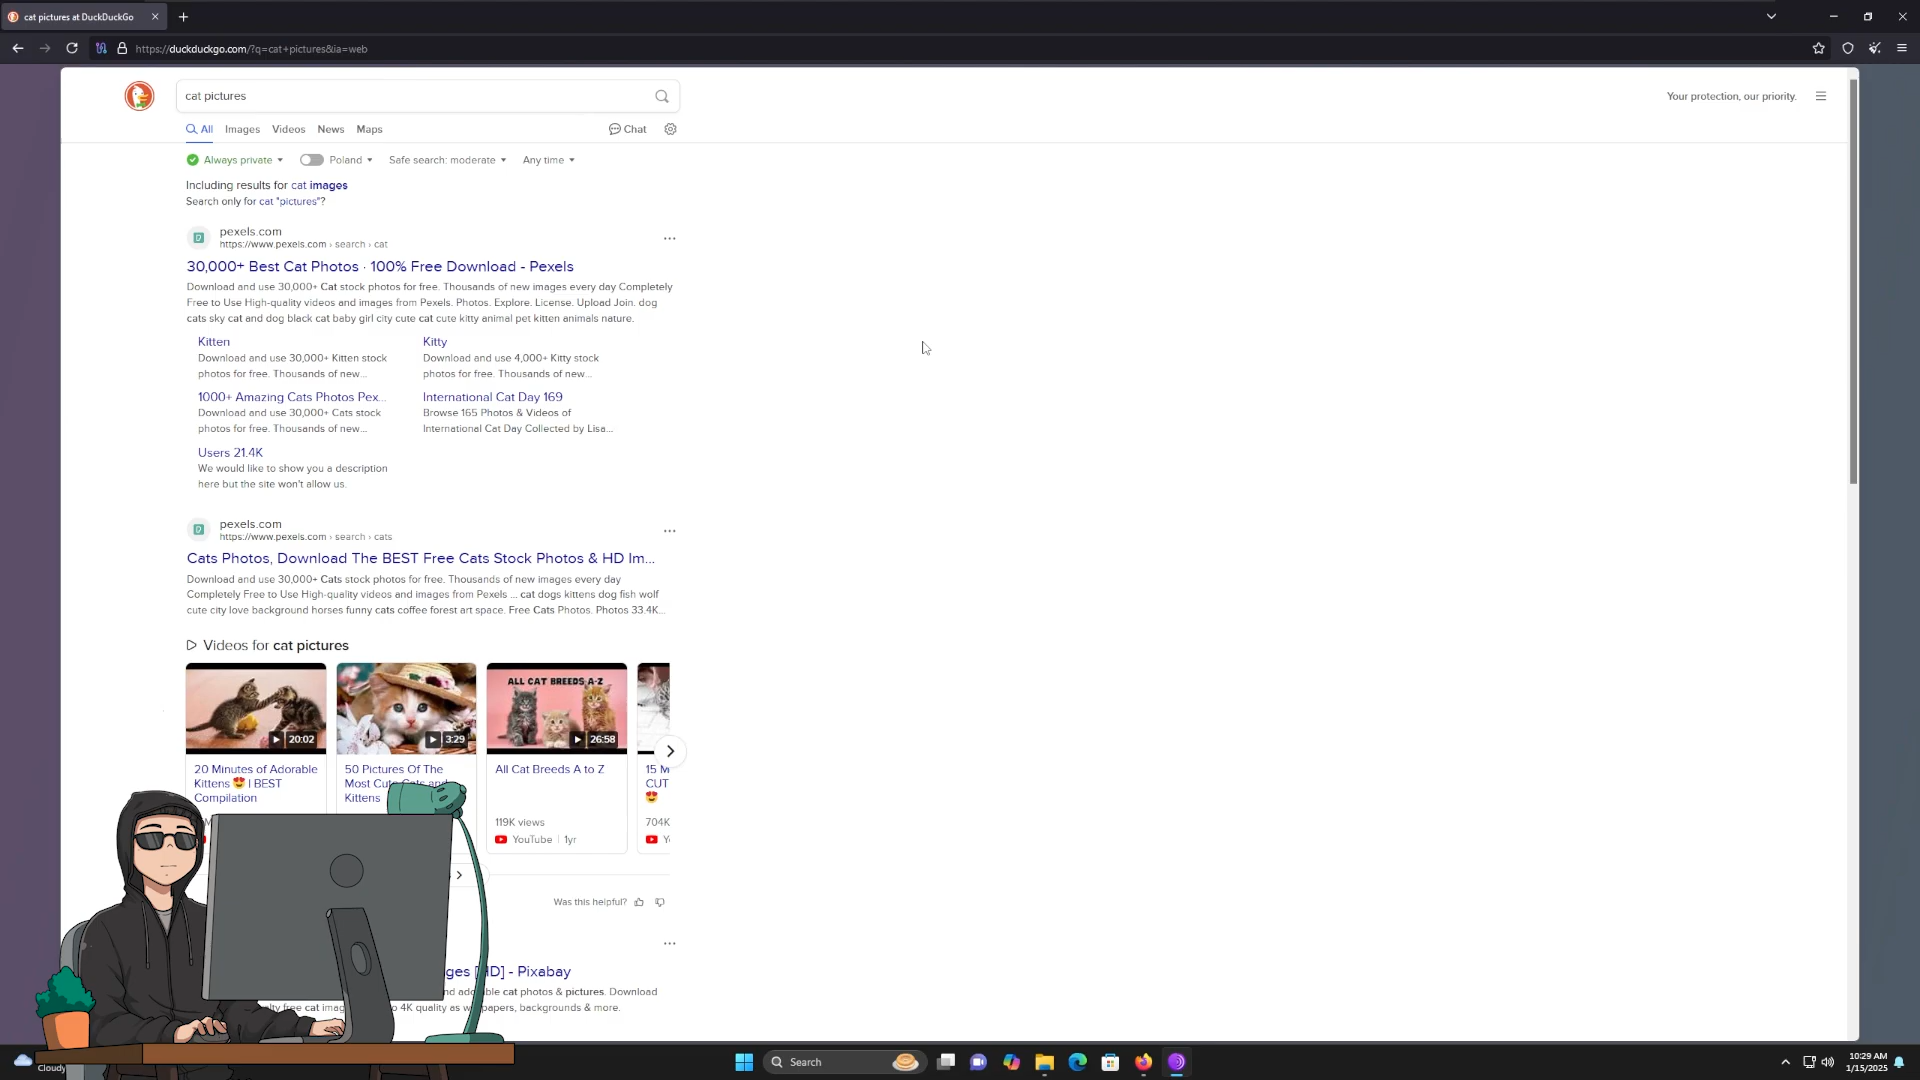 cat pictures at DuckDuckGo
https://duckduckgo.com/?q=cat+pictures&ia=web
cat pictures
Your protection, our priority.
All Images Videos News Maps Chat
Always private Poland Safe search: moderate Any time
Including results for cat images
Search only for cat "pictures"?
pexels.com
https://www.pexels.com › search › cat
30,000+ Best Cat Photos · 100% Free Download - Pexels
Download and use 30,000+ Cat stock photos for free. Thousands of new images every day Completely
Free to Use High-quality videos and images from Pexels. Photos. Explore. License. Upload Join. dog
cats sky cat and dog black cat baby girl city cute cat cute kitty animal pet kitten animals nature.
Kitten
Download and use 30,000+ Kitten stock
photos for free. Thousands of new...
Kitty
Download and use 4,000+ Kitty stock
photos for free. Thousands of new...
1000+ Amazing Cats Photos Pex...
Download and use 30,000+ Cats stock
photos for free. Thousands of new...
International Cat Day 169
Browse 165 Photos & Videos of
International Cat Day Collected by Lisa...
Users 21.4K
We would like to show you a description
here but the site won't allow us.
pexels.com
https://www.pexels.com › search › cats
Cats Photos, Download The BEST Free Cats Stock Photos & HD Im...
Download and use 30,000+ Cats stock photos for free. Thousands of new images every day
Completely Free to Use High-quality videos and images from Pexels ... cat dogs kittens dog fish wolf
cute city love background horses funny cats coffee forest art space. Free Cats Photos. Photos 33.4K...
Videos for cat pictures
20:02
3:29
ALL CAT BREEDS A-Z
26:58
20 Minutes of Adorable
Kittens 😍 | BEST
Compilation
50 Pictures Of The
Most Cute Cats and
Kittens
All Cat Breeds A to Z
119K views
YouTube 1yr
15 M
CUT
😍
704K
Y
Was this helpful?
ges [HD] - Pixabay
nd adorable cat photos & pictures. Download
lty free cat imag o 4K quality as wallpapers, backgrounds & more.
Cloudy
Search
10:29 AM
1/15/2025